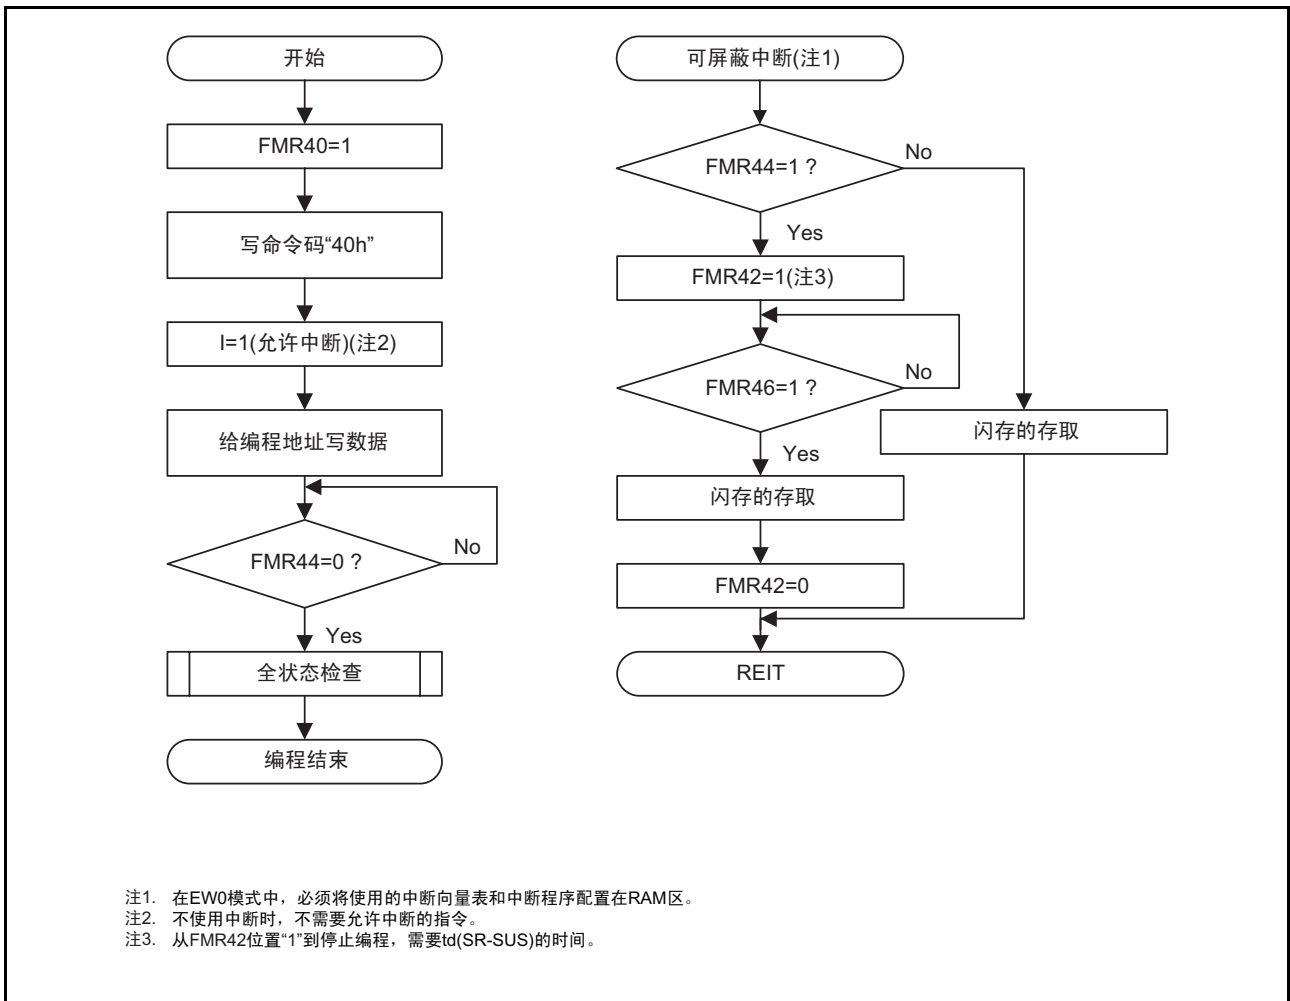 开始
FMR40=1
写命令码“40h”
I=1(允许中断)(注2)
给编程地址写数据
FMR44=0 ?
No
Yes
全状态检查
编程结束
可屏蔽中断(注1)
FMR44=1 ?
No
Yes
FMR42=1(注3)
FMR46=1 ?
No
Yes
闪存的存取
闪存的存取
FMR42=0
REIT
注1. 在EW0模式中，必须将使用的中断向量表和中断程序配置在RAM区。
注2. 不使用中断时，不需要允许中断的指令。
注3. 从FMR42位置“1”到停止编程，需要td(SR-SUS)的时间。